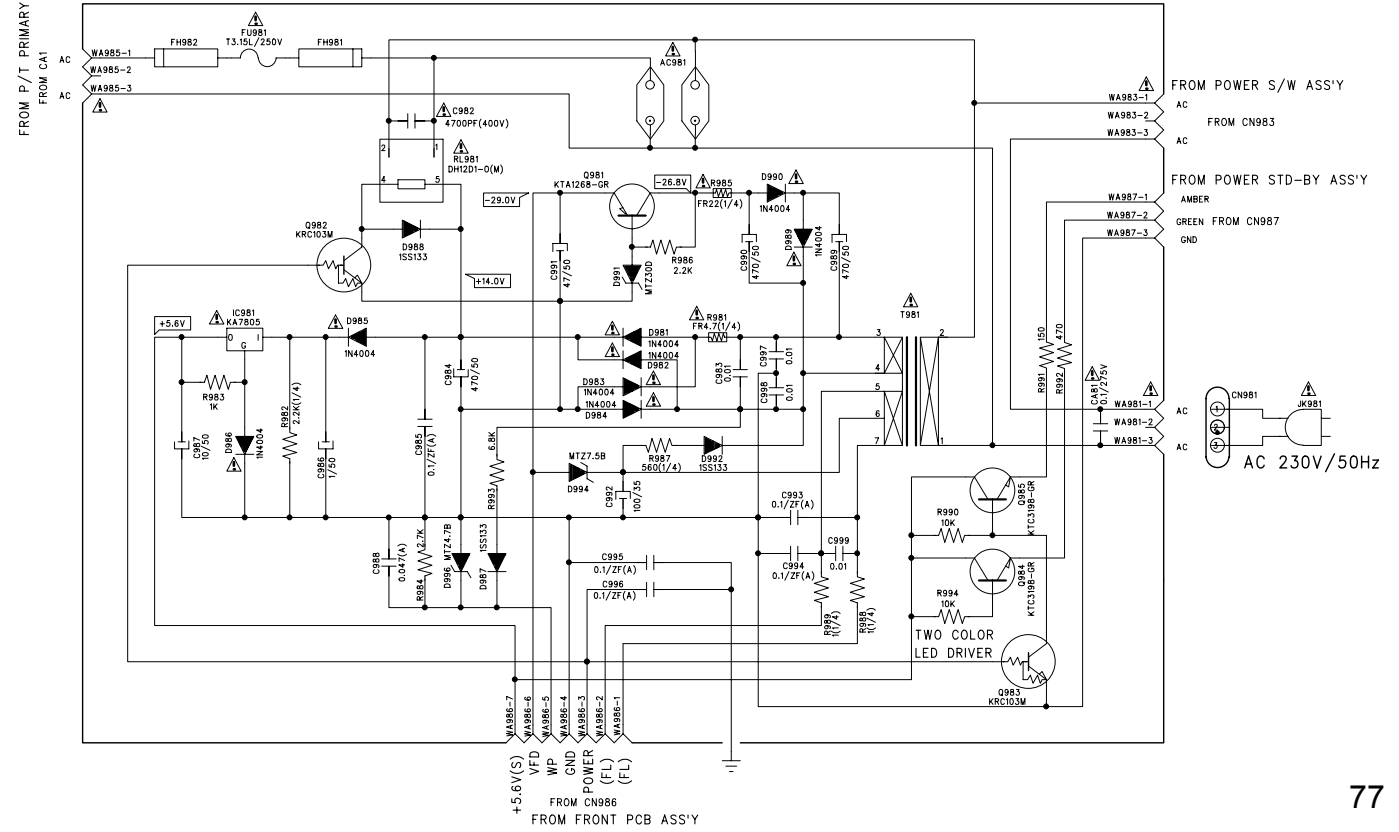 FROM P/T PRIMARY
FROM CA1
AC
WA985-1
WA985-2
AC
WA985-3
FH982
FU981
T3.15L/250V
FH981
AC981
C982
4700PF(400V)
2
1
RL981
DH12D1-0(M)
4
5
Q982
KRC103M
D988
1SS133
+14.0V
Q981
KTA1268-GR
-29.0V
-26.8V
R985
FR22(1/4)
D990
1N4004
C991
47/50
D991
MTZ30D
R986
2.2K
C990
470/50
D989
1N4004
C989
470/50
WA983-1
WA983-2
WA983-3
FROM POWER S/W ASS'Y
AC
FROM CN983
AC
FROM POWER STD-BY ASS'Y
WA987-1
AMBER
WA987-2
GREEN FROM CN987
WA987-3
GND
+5.6V
IC981
KA7805
O
I
G
D985
1N4004
R983
1K
C987
10/50
D986
1N4004
R982
2.2K(1/4)
C986
1/50
C984
470/50
C985
0.1/ZF(A)
D981
1N4004
1N4004
D982
D983
1N4004
1N4004
D984
R981
FR4.7(1/4)
C983
0.01
C997
0.01
C998
0.01
T981
3
4
5
6
7
2
1
R991
150
R992
470
CA81
0.1/275V
WA981-1
AC
WA981-2
WA981-3
AC
CN981
1
2
3
JK981
AC 230V/50Hz
6.8K
R993
MTZ7.5B
D994
R987
560(1/4)
D992
1SS133
C992
100/35
C993
0.1/ZF(A)
C994
0.1/ZF(A)
C999
0.01
R989
1(1/4)
R988
1(1/4)
C988
0.047(A)
R984
2.7K
D996
MTZ4.7B
D987
1SS133
C995
0.1/ZF(A)
C996
0.1/ZF(A)
R990
10K
Q985
KTC3198-GR
R994
10K
Q984
KTC3198-GR
TWO COLOR
LED DRIVER
Q983
KRC103M
WA986-7
WA986-6
WA986-5
WA986-4
WA986-3
WA986-2
WA986-1
+5.6V(S)
VFD
WP
GND
POWER
(FL)
(FL)
FROM CN986
FROM FRONT PCB ASS'Y
77